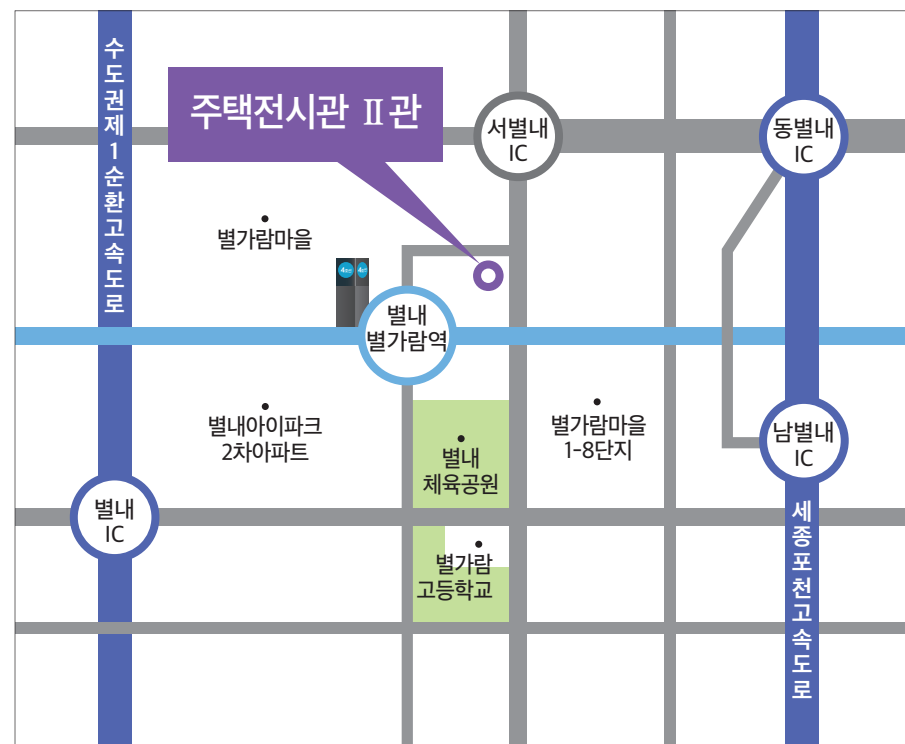 수도권제1순환고속도로
주택전시관 Ⅱ관
서별내
IC
동별내
IC
별가람마을
별내
별가람역
별내아이파크
2차아파트
별내
체육공원
별가람마을
1-8단지
남별내
IC
별내
IC
별가람
고등학교
세종포천고속도로